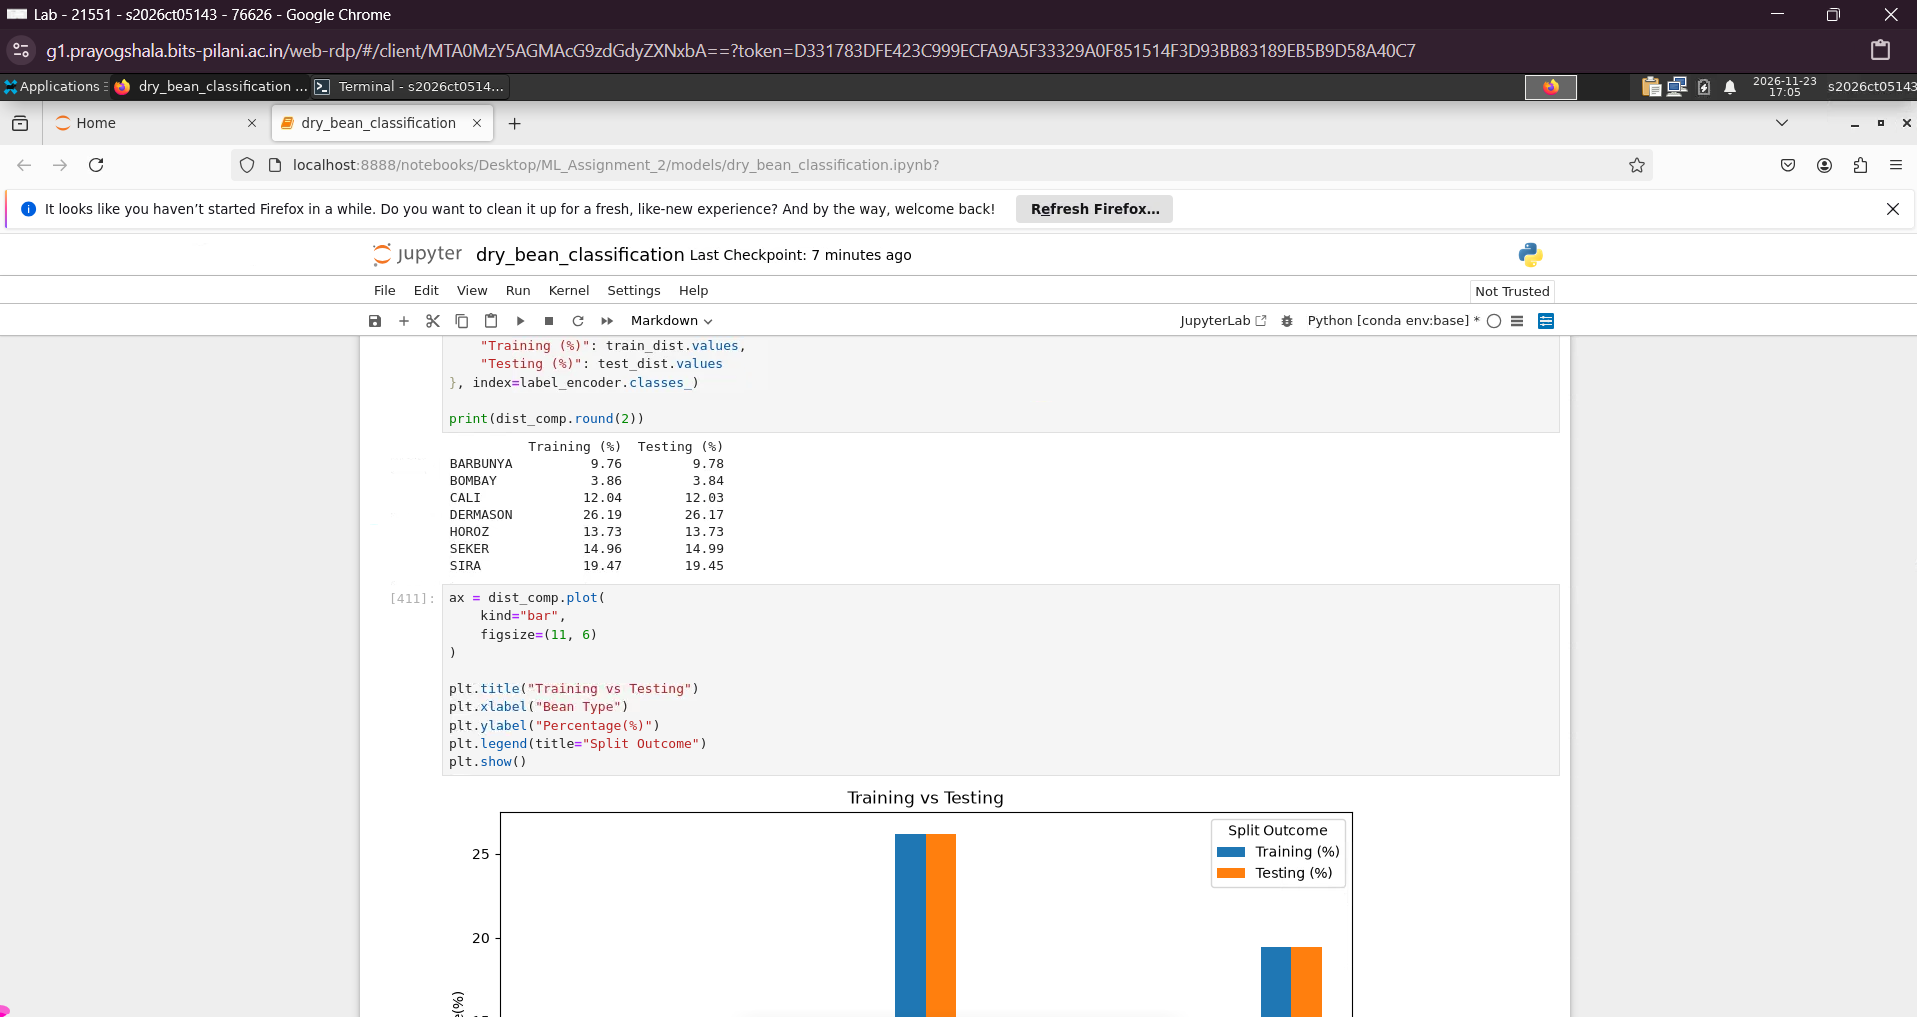 Lab - 21551 - s2026ct05143 - 76626 - Google Chrome
g1.prayogshala.bits-pilani.ac.in/web-rdp/#/client/MTA0MzY5AGMAcG9zdGdyZXNxbA==?token=D331783DFE423C999ECFA9A5F33329A0F851514F3D93BB83189EB5B9D58A40C7
Applications dry_bean_classification ... Terminal - s2026ct0514... 2026-11-23 17:05 s2026ct05143
Home dry_bean_classification
localhost:8888/notebooks/Desktop/ML_Assignment_2/models/dry_bean_classification.ipynb?
It looks like you haven’t started Firefox in a while. Do you want to clean it up for a fresh, like-new experience? And by the way, welcome back! Refresh Firefox...
jupyter dry_bean_classification Last Checkpoint: 7 minutes ago
File Edit View Run Kernel Settings Help Not Trusted
Markdown JupyterLab Python [conda env:base] *
"Training (%)": train_dist.values,
"Testing (%)": test_dist.values
}, index=label_encoder.classes_)
print(dist_comp.round(2))
Training (%) Testing (%)
BARBUNYA 9.76 9.78
BOMBAY 3.86 3.84
CALI 12.04 12.03
DERMASON 26.19 26.17
HOROZ 13.73 13.73
SEKER 14.96 14.99
SIRA 19.47 19.45
[411]: ax = dist_comp.plot(
kind="bar",
figsize=(11, 6)
)
plt.title("Training vs Testing")
plt.xlabel("Bean Type")
plt.ylabel("Percentage(%)")
plt.legend(title="Split Outcome")
plt.show()
Training vs Testing
Split Outcome
Training (%)
Testing (%)
25
20